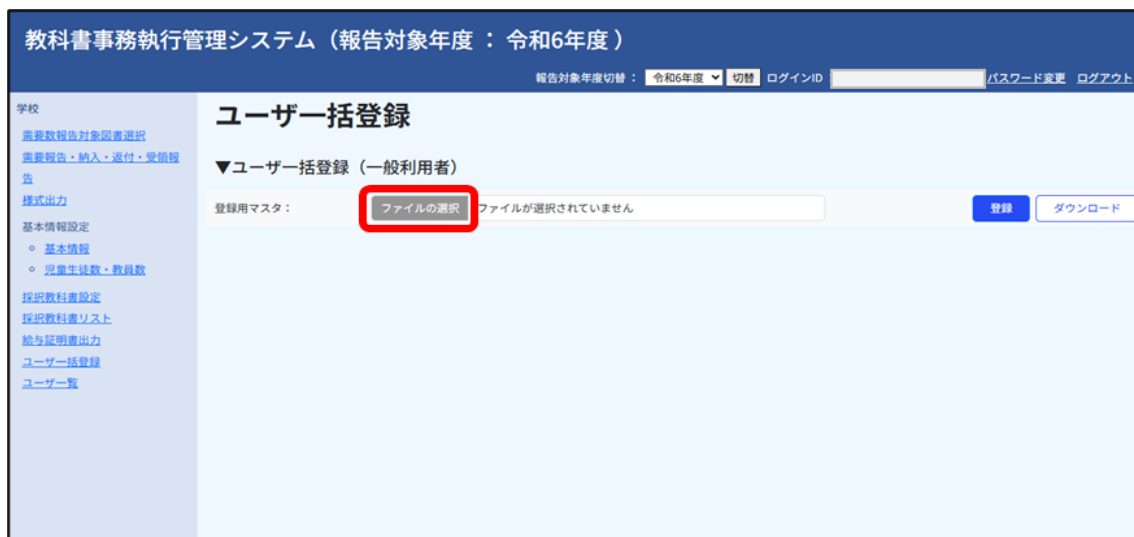 教科書事務執行管理システム（報告対象年度 ： 令和6年度 ）
報告対象年度切替 ： 令和6年度 切替 ログインID パスワード変更 ログアウト
学校
需要数報告対象図書選択
需要報告・納入・返付・受領報
告
様式出力
基本情報設定
基本情報
児童生徒数・教員数
採択教科書設定
採択教科書リスト
給与証明書出力
ユーザ一括登録
ユーザ一覧
ユーザ一括登録
▼ユーザ一括登録（一般利用者）
登録用マスタ： ファイルの選択 ファイルが選択されていません 登録 ダウンロード